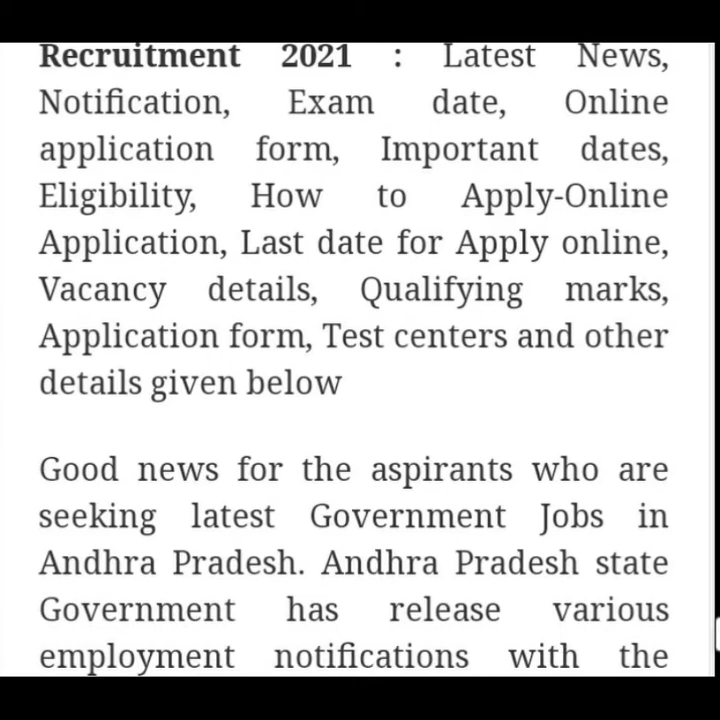 Recruitment 2021 : Latest News,
Notification, Exam date, Online
application form, Important dates,
Eligibility, How to Apply-Online
Application, Last date for Apply online,
Vacancy details, Qualifying marks,
Application form, Test centers and other
details given below
Good news for the aspirants who are
seeking latest Government Jobs in
Andhra Pradesh. Andhra Pradesh state
Government has release various
employment notifications with the